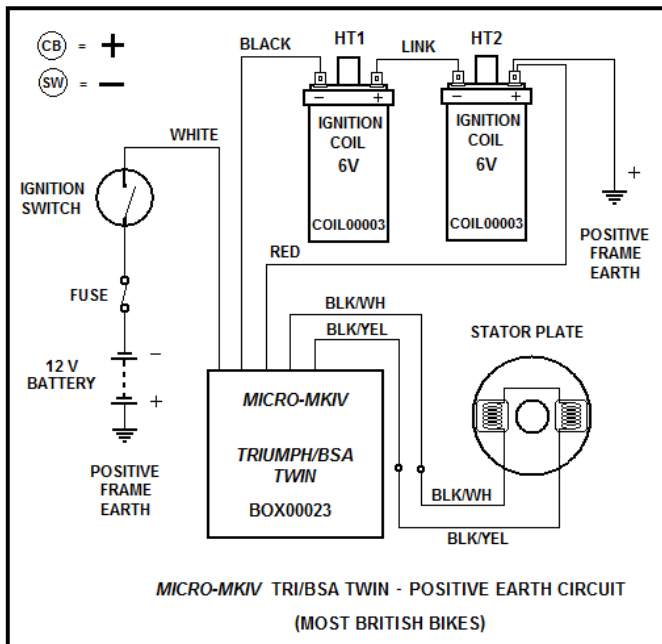 CB = +
SW = −
BLACK
HT1
LINK
HT2
WHITE
− +
IGNITION
COIL
6V
COIL00003
− +
IGNITION
COIL
6V
COIL00003
+
POSITIVE
FRAME
EARTH
IGNITION
SWITCH
RED
FUSE
BLK/WH
BLK/YEL
STATOR PLATE
12 V
BATTERY
−
+
POSITIVE
FRAME
EARTH
MICRO-MKIV
TRIUMPH/BSA
TWIN
BOX00023
BLK/WH
BLK/YEL
MICRO-MKIV TRI/BSA TWIN - POSITIVE EARTH CIRCUIT
(MOST BRITISH BIKES)